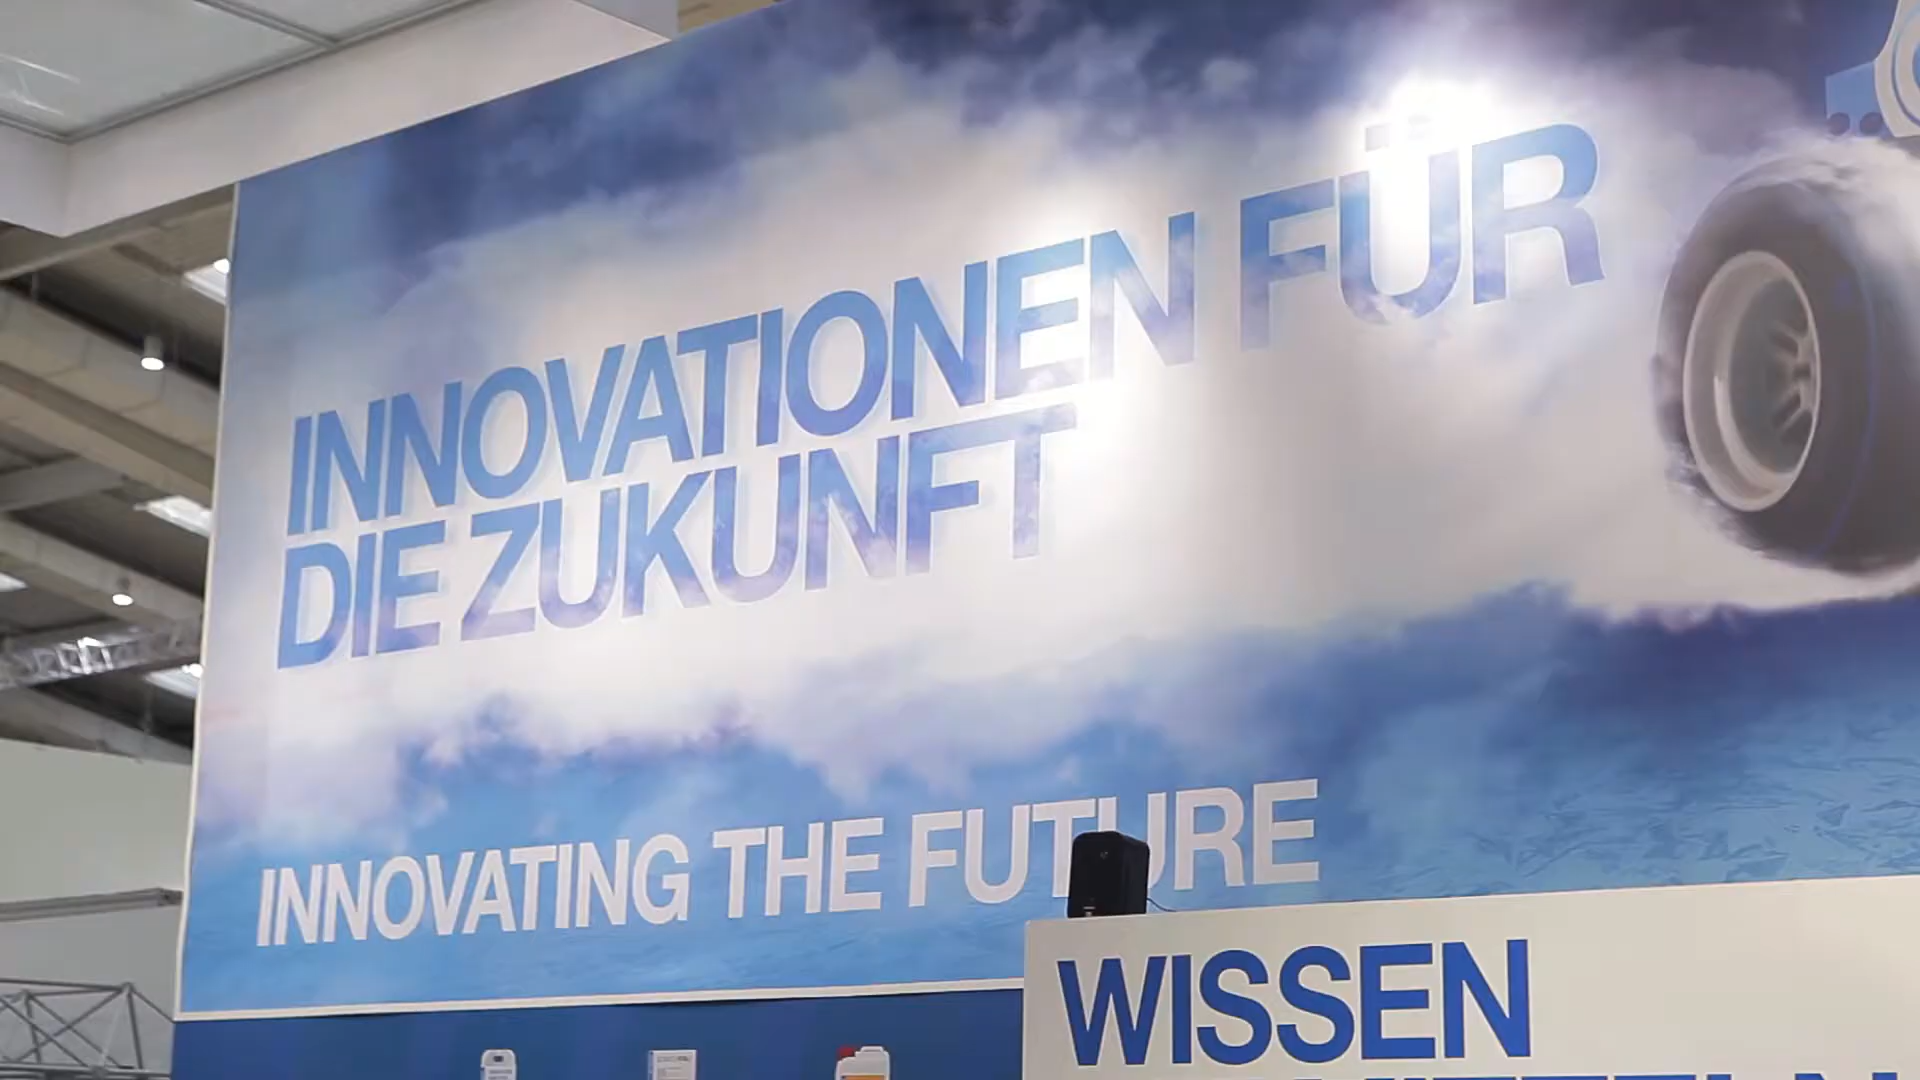 INNOVATIONEN FÜR
DIE ZUKUNFT
INNOVATING THE FUTURE
WISSEN